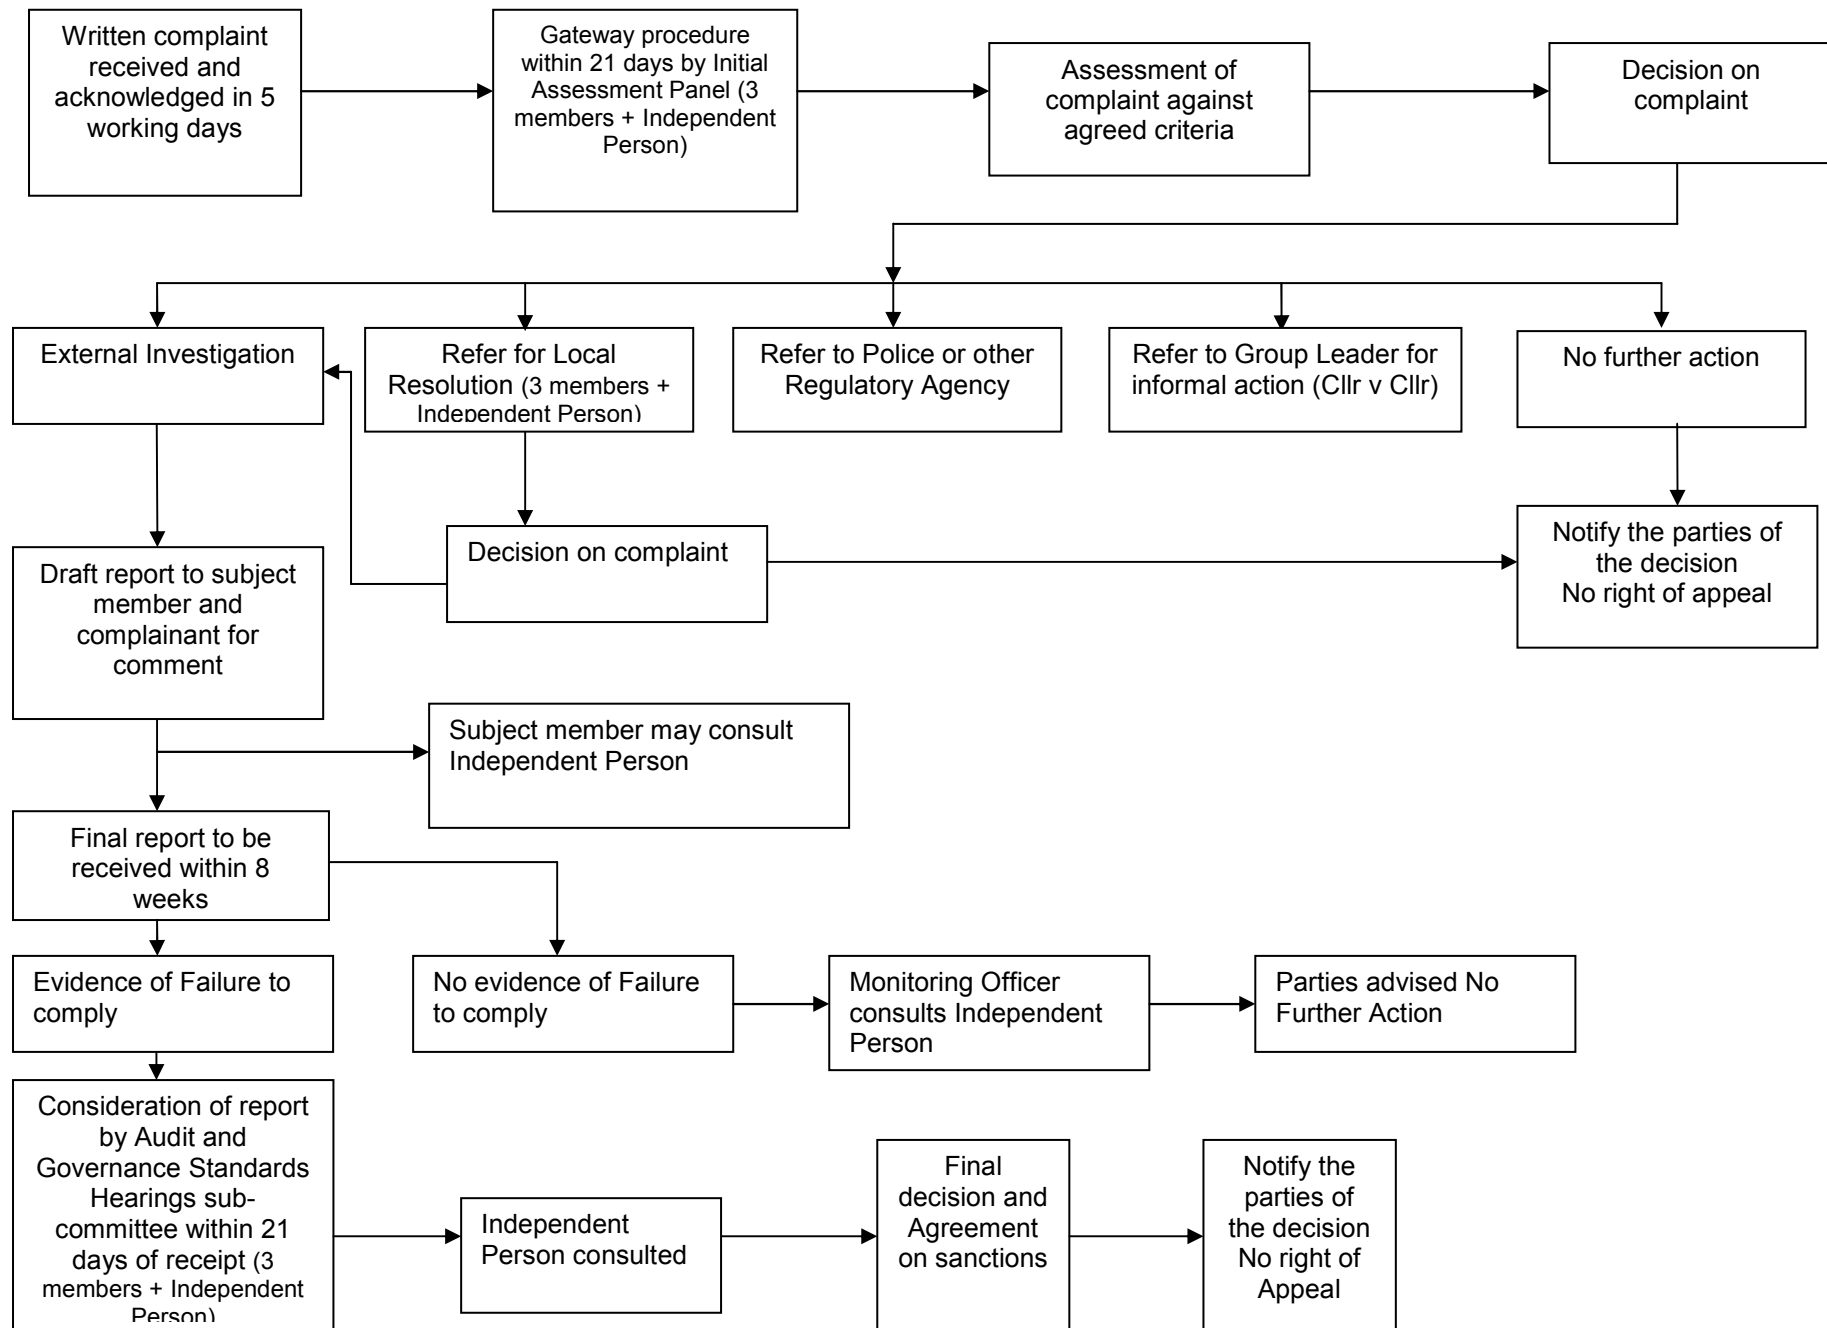 Written complaint
received and
acknowledged in 5
working days
Gateway procedure
within 21 days by Initial
Assessment Panel (3
members + Independent
Person)
Assessment of
complaint against
agreed criteria
Decision on
complaint
External Investigation
Refer for Local
Resolution (3 members +
Independent Person)
Refer to Police or other
Regulatory Agency
Refer to Group Leader for
informal action (Cllr v Cllr)
No further action
Decision on complaint
Notify the parties of
the decision
No right of appeal
Draft report to subject
member and
complainant for
comment
Subject member may consult
Independent Person
Final report to be
received within 8
weeks
Evidence of Failure to
comply
No evidence of Failure
to comply
Monitoring Officer
consults Independent
Person
Parties advised No
Further Action
Consideration of report
by Audit and
Governance Standards
Hearings sub-
committee within 21
days of receipt (3
members + Independent
Person)
Independent
Person consulted
Final
decision and
Agreement
on sanctions
Notify the
parties of
the decision
No right of
Appeal